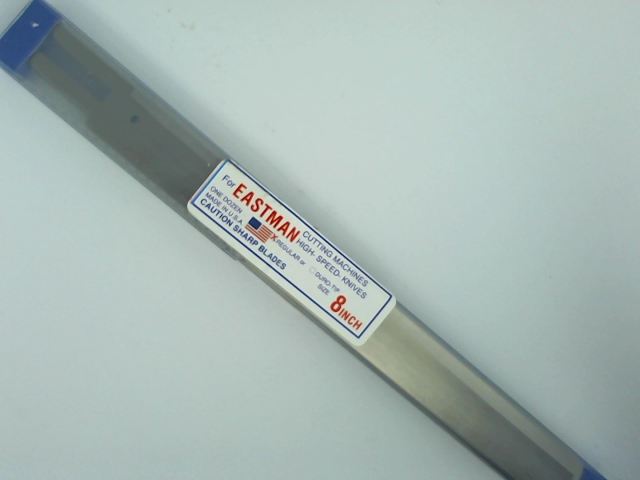 For EASTMAN CUTTING MACHINES
HIGH- SPEED- KNIVES
ONE DOZEN
MADE IN U.S.A
X REGULAR or DURO-TIP
CAUTION SHARP BLADES
SIZE 8 INCH